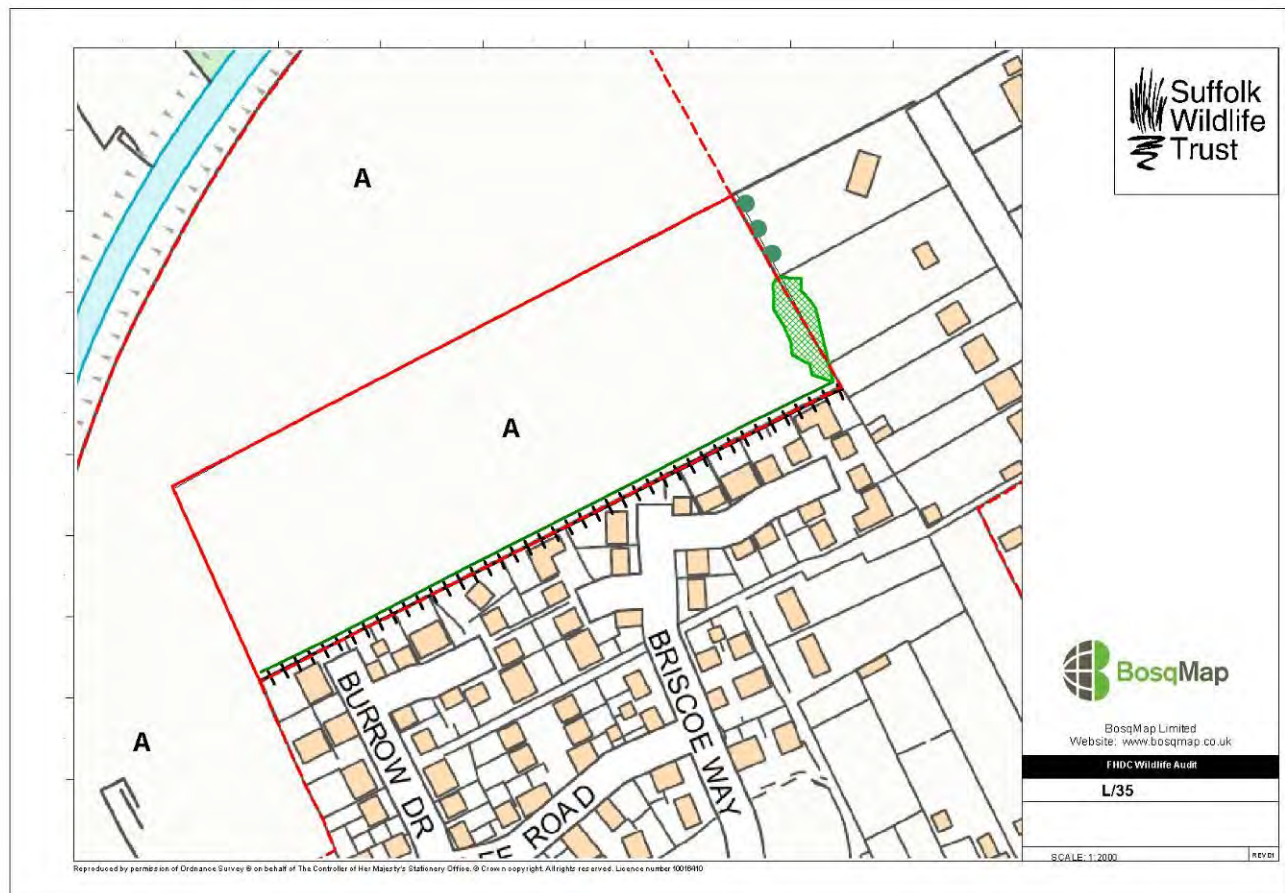 A
A
A
BURROW DR
ROAD
BRISCOE WAY
Suffolk
Wildlife
Trust
BosqMap
BosqMap Limited
Website: www.bosqmap.co.uk
FHDC Wildlife Audit
L/35
SCALE: 1:2000
REV 01
Reproduced by permission of Ordnance Survey ® on behalf of The Controller of Her Majesty's Stationery Office. © Crown copyright. All rights reserved. Licence number 10018410